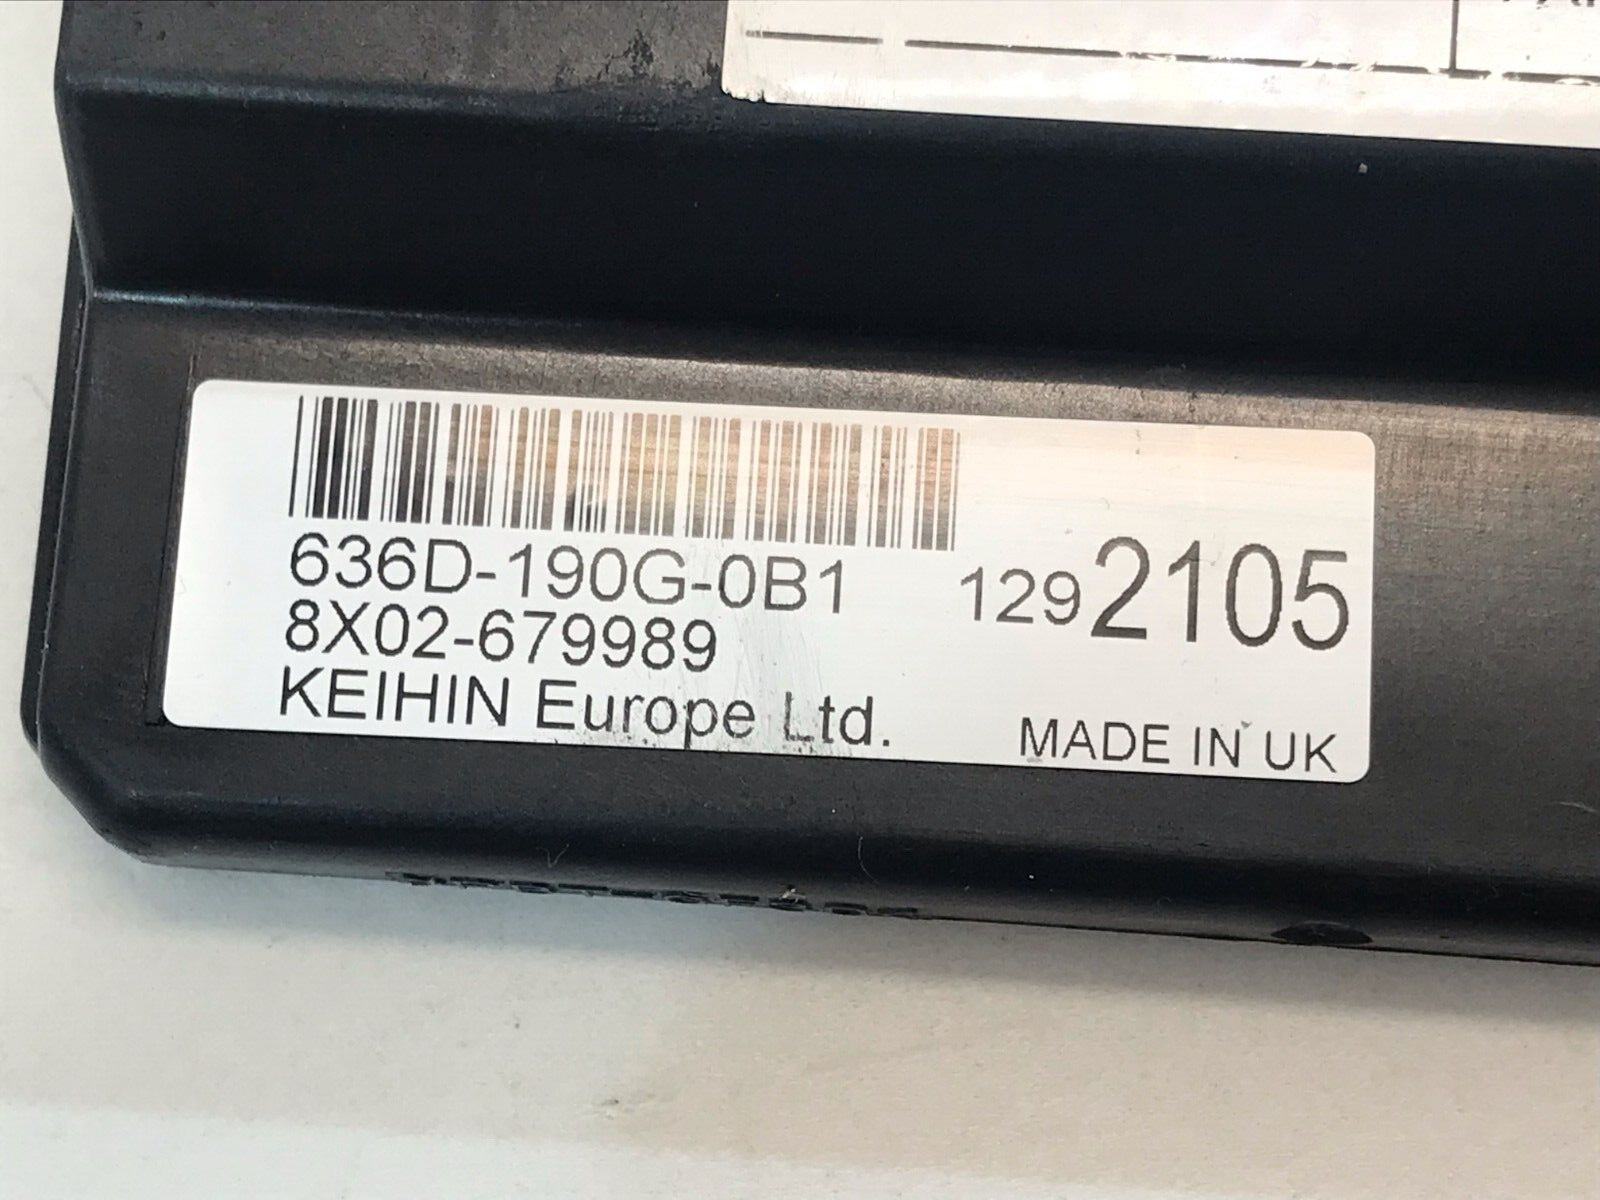 636D-190G-0B1 1292105
8X02-679989
KEIHIN Europe Ltd. MADE IN UK